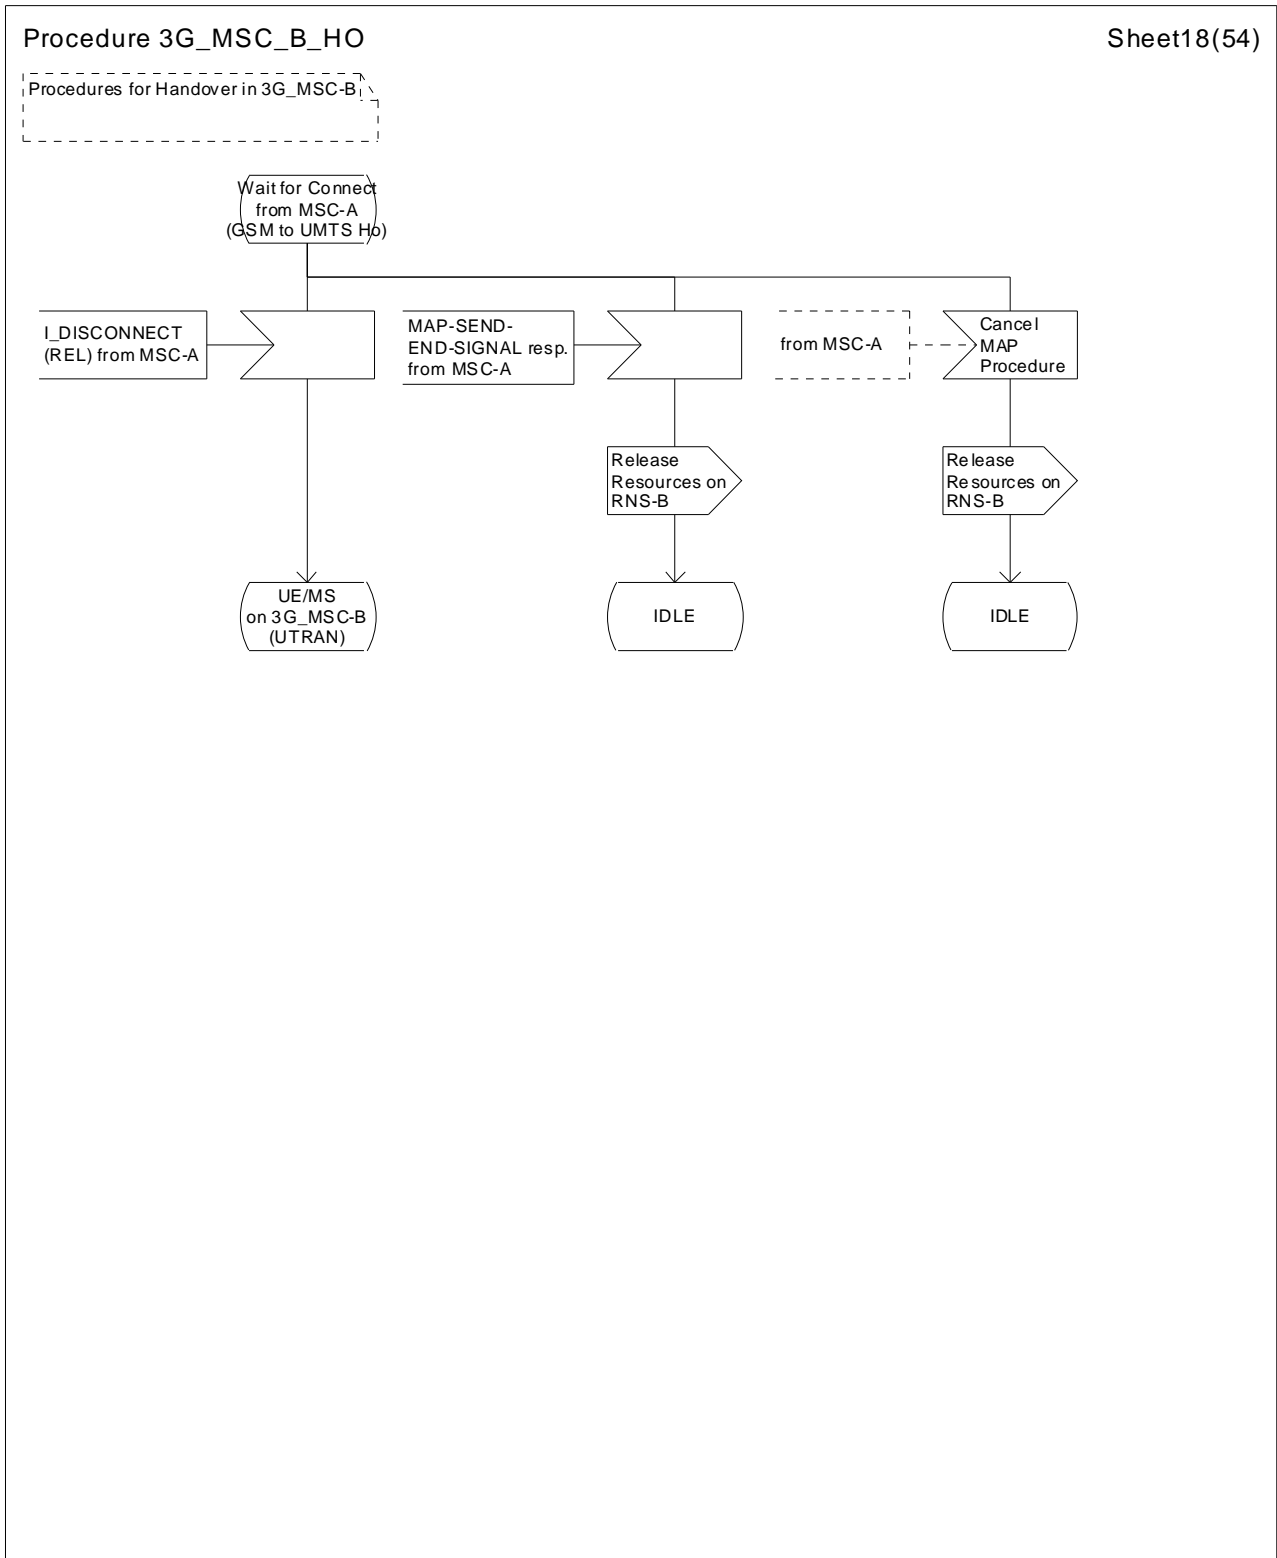 Procedure 3G_MSC_B_HO
Sheet18(54)
Procedures for Handover in 3G_MSC-B
Wait for Connect
from MSC-A
(GSM to UMTS Ho)
I_DISCONNECT
(REL) from MSC-A
MAP-SEND-
END-SIGNAL resp.
from MSC-A
from MSC-A
Cancel
MAP
Procedure
Release
Resources on
RNS-B
Release
Resources on
RNS-B
UE/MS
on 3G_MSC-B
(UTRAN)
IDLE
IDLE